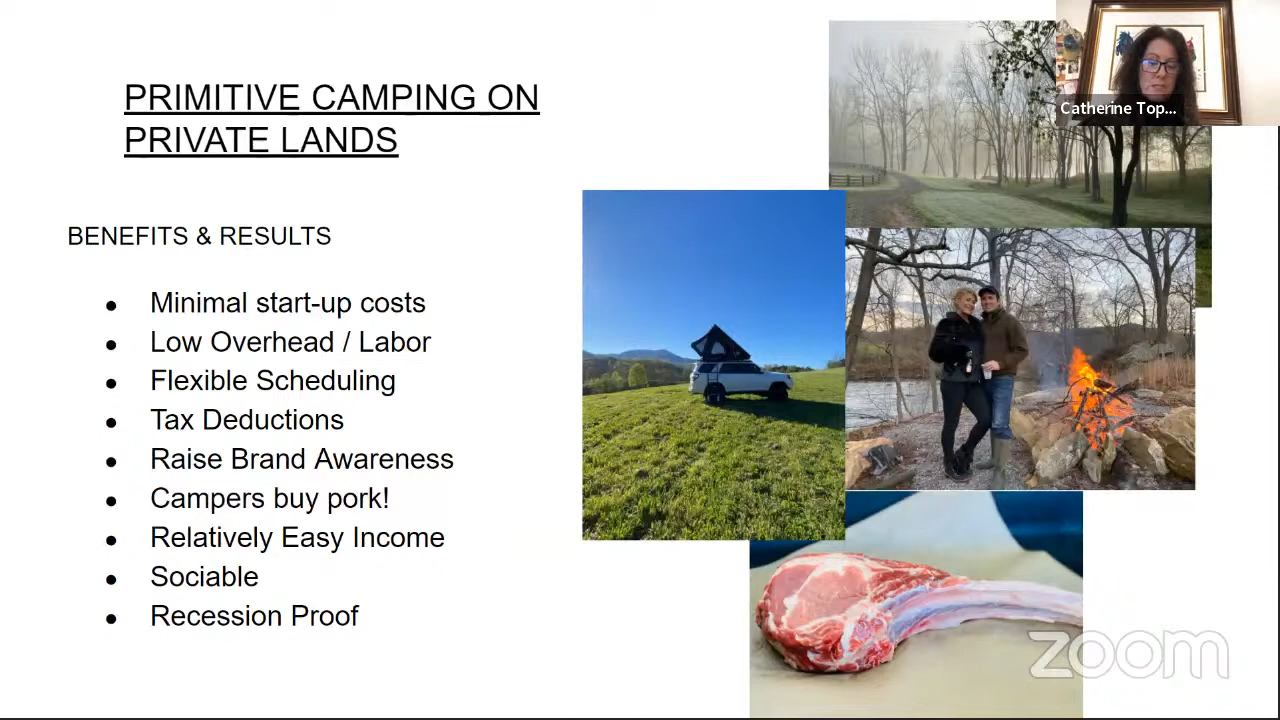 PRIMITIVE CAMPING ON
PRIVATE LANDS
BENEFITS & RESULTS
● Minimal start-up costs
● Low Overhead / Labor
● Flexible Scheduling
● Tax Deductions
● Raise Brand Awareness
● Campers buy pork!
● Relatively Easy Income
● Sociable
● Recession Proof
Catherine Top...
zoom